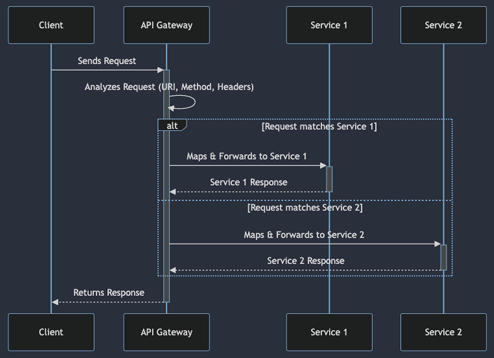 Client
API Gateway
Service 1
Service 2
Sends Request
Analyzes Request (URI, Method, Headers)
alt
[Request matches Service 1]
Maps & Forwards to Service 1
Service 1 Response
[Request matches Service 2]
Maps & Forwards to Service 2
Service 2 Response
Returns Response
Client
API Gateway
Service 1
Service 2